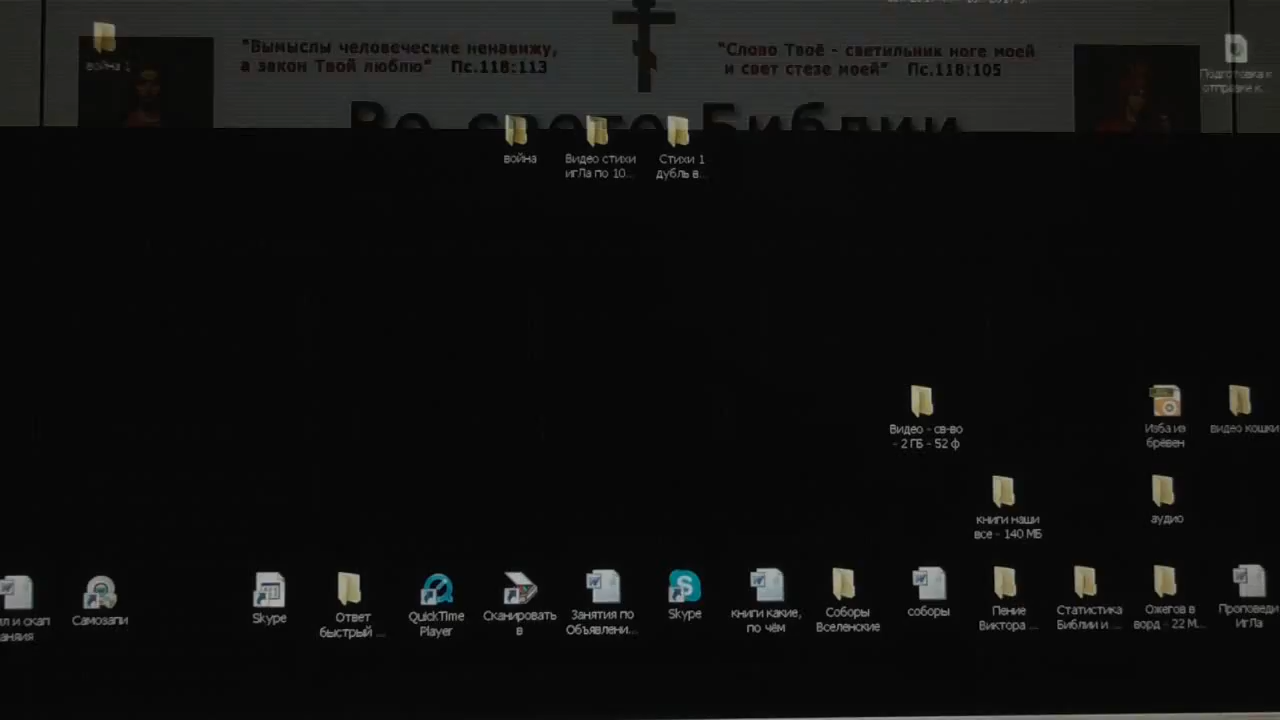 "Вымыслы человеческие ненавижу,
а закон Твой люблю" Пс.118:113
"Слово Твоё - светильник ноге моей
и свет стезе моей" Пс.118:105
война 1
Подготовка к
отправке к...
Во свете Библии
война
Видео стихи
игЛа по 10...
Стихи 1
дубль в...
Видео - св-во
- 2 ГБ - 52 ф
Изба из
брёвен
видео кошки
книги наши
все - 140 МБ
аудио
Самозапи
Skype
Ответ
быстрый ...
QuickTime
Player
Сканировать
в
Занятия по
Объявлени...
Skype
книги какие,
по чём
Соборы
Вселенские
соборы
Пение
Виктора ...
Статистика
Библии и ...
Ожегов в
ворд - 22 М...
Проповеди
игЛа